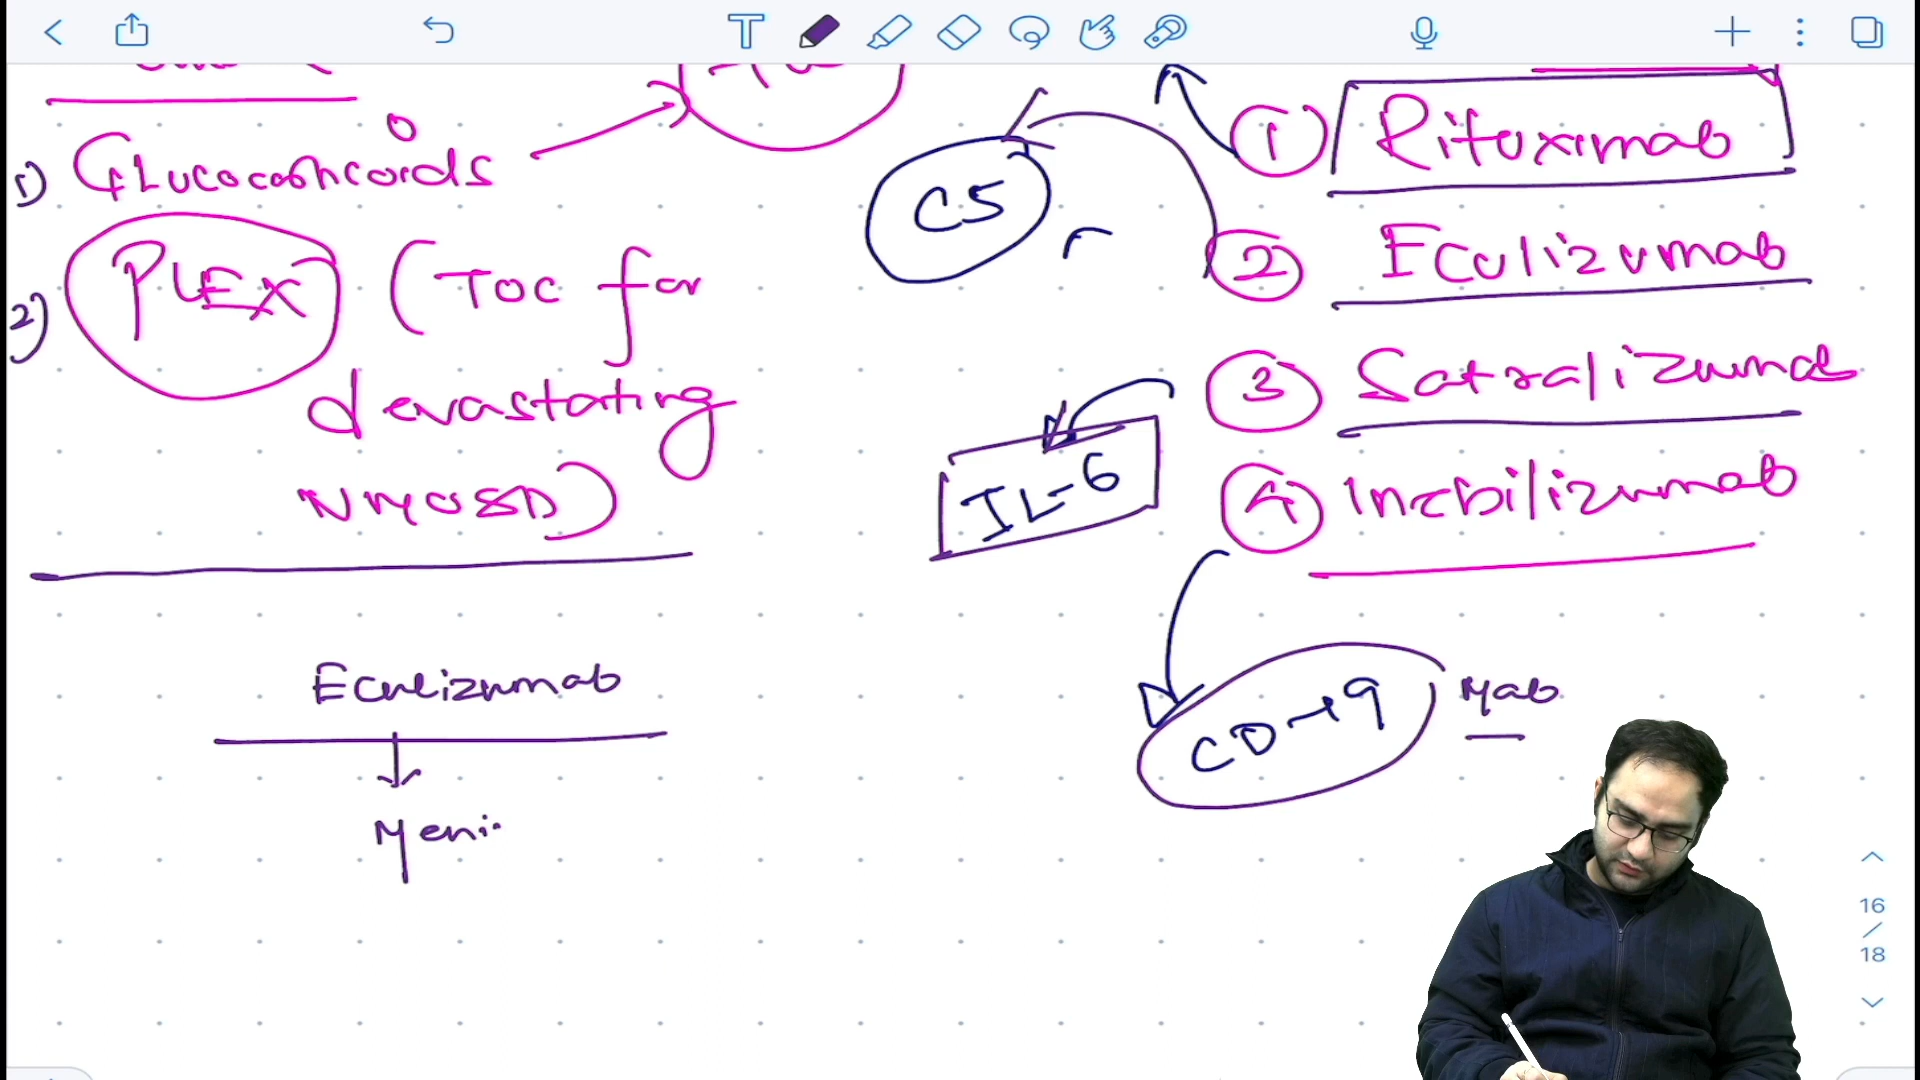 1) Glucocorticoids
2) PLEX (TOC for
devastating
NMOSD)
C5
IL-6
1 Rituximab
2 Eculizumab
3 Satralizumab
4 Inebilizumab
CD-19 Mab
Eculizumab
Meni
16
/
18